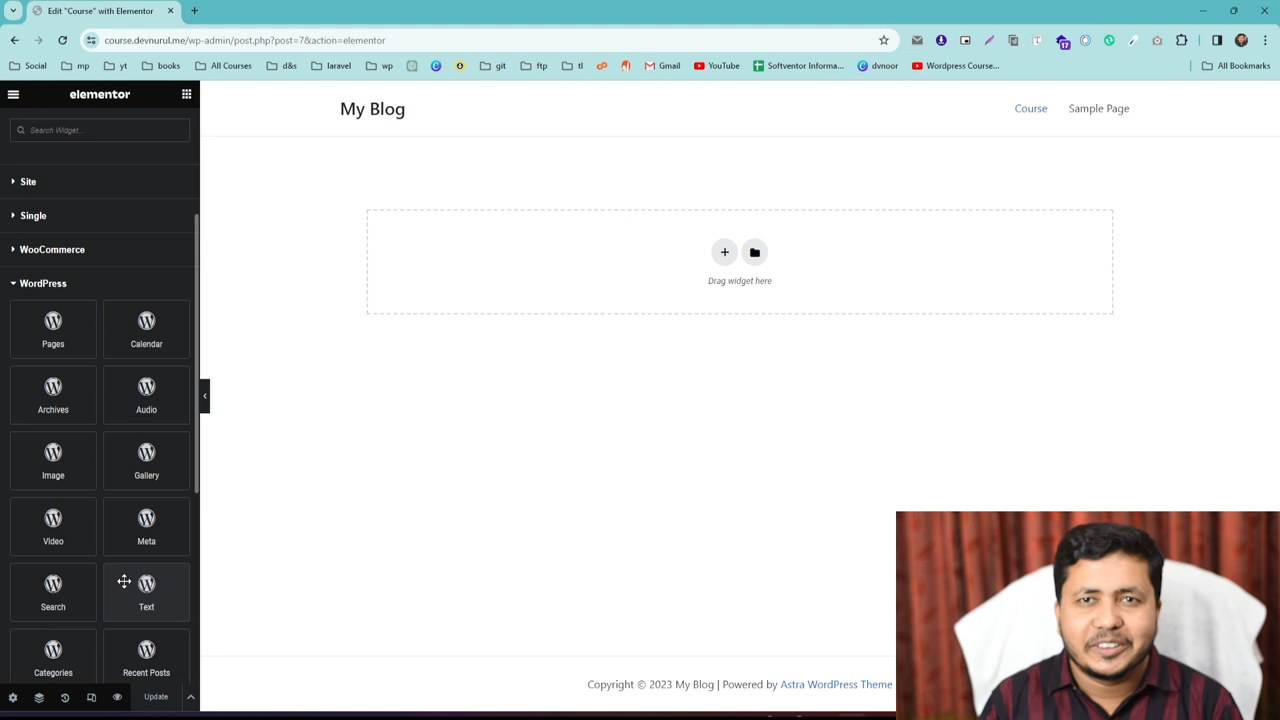 Edit "Course" with Elementor
course.devnurul.me/wp-admin/post.php?post=7&action=elementor
17
Social
mp
yt
books
All Courses
d&s
laravel
wp
git
ftp
tl
Gmail
YouTube
Softventor Informa...
dvnoor
Wordpress Course...
All Bookmarks
elementor
Search Widget...
Site
Single
WooCommerce
WordPress
Pages
Calendar
Archives
Audio
Image
Gallery
Video
Meta
Search
Text
Categories
Recent Posts
Update
My Blog
Course
Sample Page
Drag widget here
Copyright © 2023 My Blog | Powered by Astra WordPress Theme